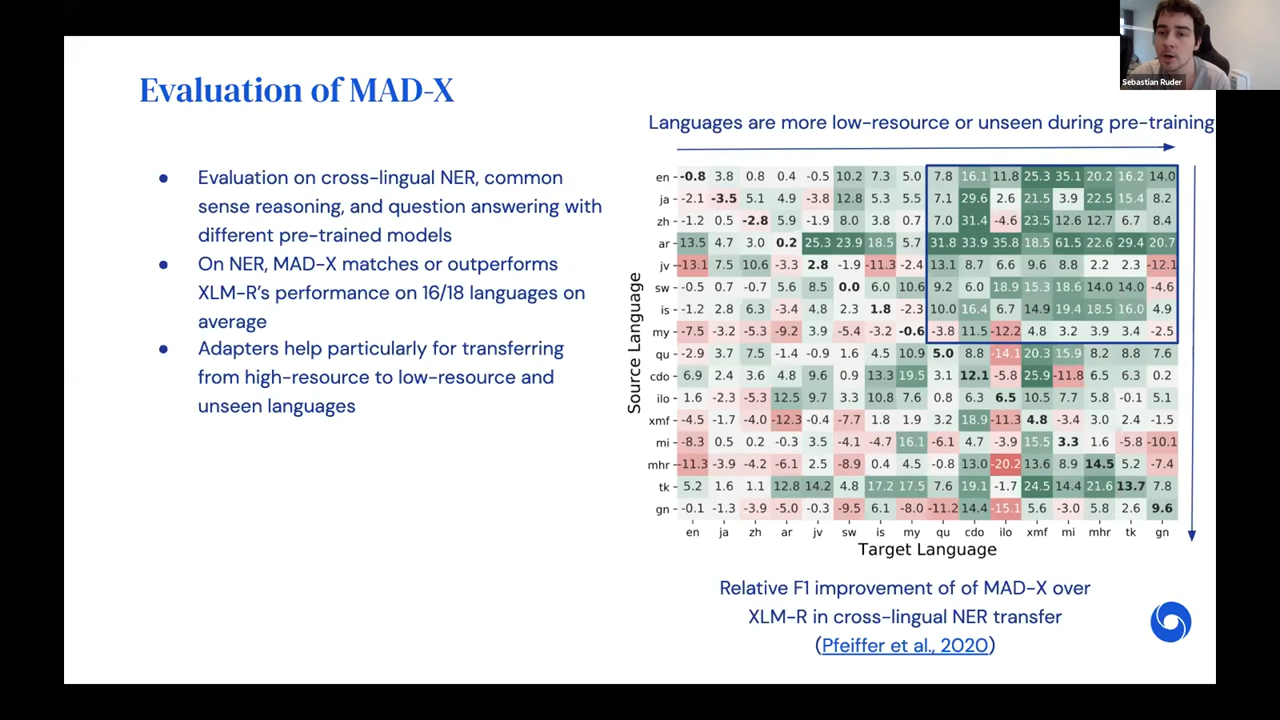 Sebastian Ruder
Evaluation of MAD-X
Languages are more low-resource or unseen during pre-training
● Evaluation on cross-lingual NER, common
sense reasoning, and question answering with
different pre-trained models
● On NER, MAD-X matches or outperforms
XLM-R's performance on 16/18 languages on
average
● Adapters help particularly for transferring
from high-resource to low-resource and
unseen languages
Source Language
en -0.8 3.8 0.8 0.4 -0.5 10.2 7.3 5.0 7.8 16.1 11.8 25.3 35.1 20.2 16.2 14.0
ja -2.1 -3.5 5.1 4.9 -3.8 12.8 5.3 5.5 7.1 29.6 2.6 21.5 3.9 22.5 15.4 8.2
zh -1.2 0.5 -2.8 5.9 -1.9 8.0 3.8 0.7 7.0 31.4 -4.6 23.5 12.6 12.7 6.7 8.4
ar 13.5 4.7 3.0 0.2 25.3 23.9 18.5 5.7 31.8 33.9 35.8 18.5 61.5 22.6 29.4 20.7
jv -13.1 7.5 10.6 -3.3 2.8 -1.9 -11.3 -2.4 13.1 8.7 6.6 9.6 8.8 2.2 2.3 -12.1
sw -0.5 0.7 -0.7 5.6 8.5 0.0 6.0 10.6 9.2 6.0 18.9 15.3 18.6 14.0 14.0 -4.6
is -1.2 2.8 6.3 -3.4 4.8 2.3 1.8 -2.3 10.0 16.4 6.7 14.9 19.4 18.5 16.0 4.9
my -7.5 -3.2 -5.3 -9.2 3.9 -5.4 -3.2 -0.6 -3.8 11.5 -12.2 4.8 3.2 3.9 3.4 -2.5
qu -2.9 3.7 7.5 -1.4 -0.9 1.6 4.5 10.9 5.0 8.8 -14.1 20.3 15.9 8.2 8.8 7.6
cdo 6.9 2.4 3.6 4.8 9.6 0.9 13.3 19.5 3.1 12.1 -5.8 25.9 -11.8 6.5 6.3 0.2
ilo 1.6 -2.3 -5.3 12.5 9.7 3.3 10.8 7.6 0.8 6.3 6.5 10.5 7.7 5.8 -0.1 5.1
xmf -4.5 -1.7 -4.0 -12.3 -0.4 -7.7 1.8 1.9 3.2 18.9 -11.3 4.8 -3.4 3.0 2.4 -1.5
mi -8.3 0.5 0.2 -0.3 3.5 -4.1 -4.7 16.1 -6.1 4.7 -3.9 15.5 3.3 1.6 -5.8 -10.1
mhr -11.3 -3.9 -4.2 -6.1 2.5 -8.9 0.4 4.5 -0.8 13.0 -20.2 13.6 8.9 14.5 5.2 -7.4
tk 5.2 1.6 1.1 12.8 14.2 4.8 17.2 17.5 7.6 19.1 -1.7 24.5 14.4 21.6 13.7 7.8
gn -0.1 -1.3 -3.9 -5.0 -0.3 -9.5 6.1 -8.0 -11.2 14.4 -15.1 5.6 -3.0 5.8 2.6 9.6
en ja zh ar jv sw is my qu cdo ilo xmf mi mhr tk gn
Target Language
Relative F1 improvement of of MAD-X over
XLM-R in cross-lingual NER transfer
(Pfeiffer et al., 2020)